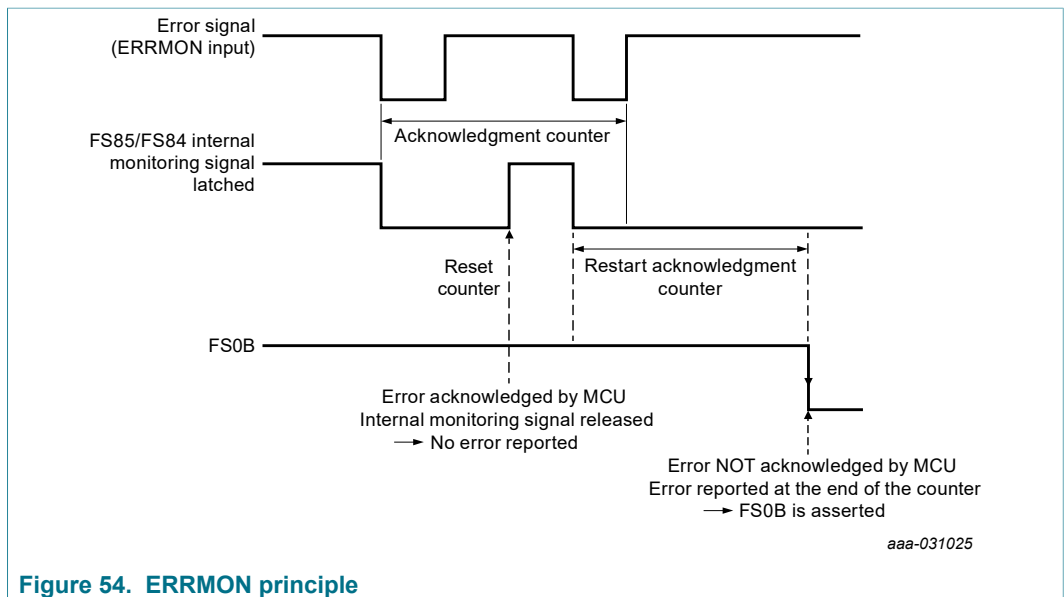 Error signal
(ERRMON input)
Acknowledgment counter
FS85/FS84 internal
monitoring signal
latched
Reset
counter
Restart acknowledgment
counter
FS0B
Error acknowledged by MCU
Internal monitoring signal released
→ No error reported
Error NOT acknowledged by MCU
Error reported at the end of the counter
→ FS0B is asserted
aaa-031025
Figure 54. ERRMON principle